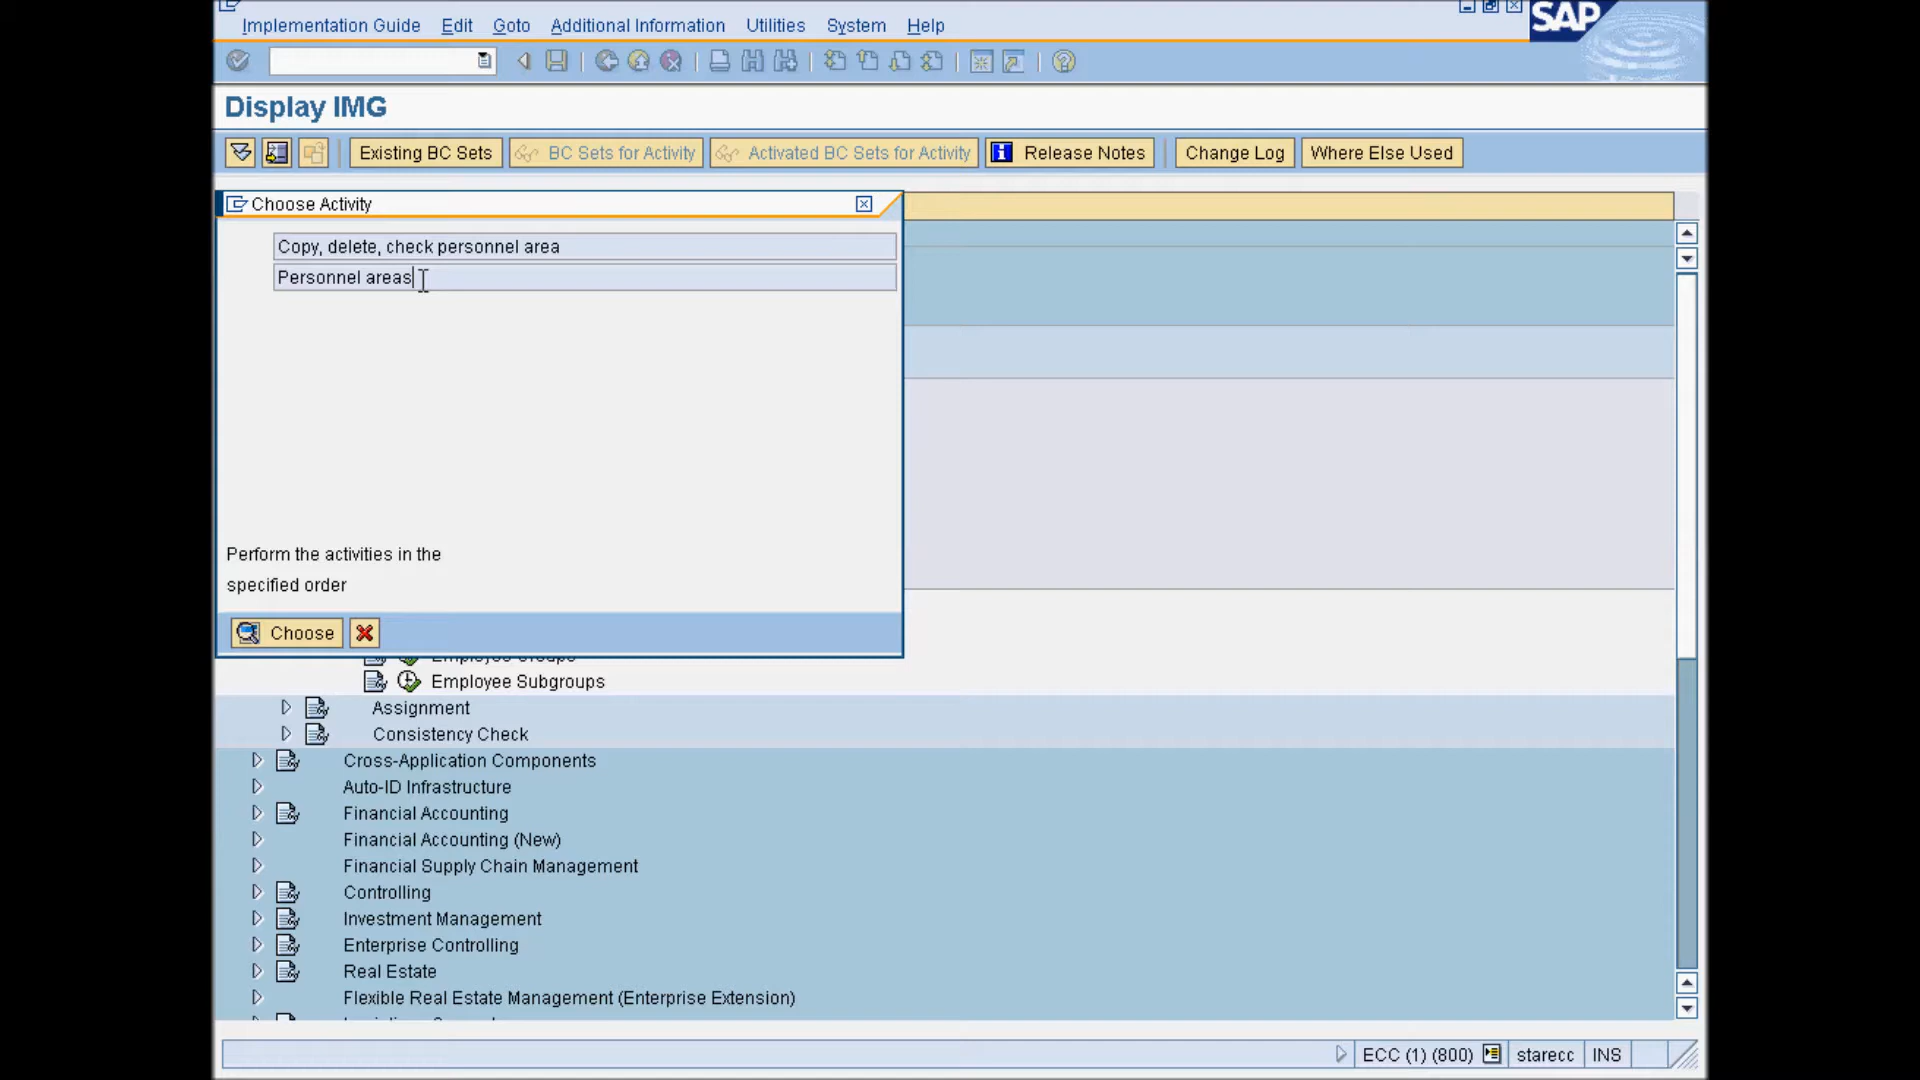 Implementation Guide Edit Goto Additional Information Utilities System Help
SAP
Display IMG
Existing BC Sets BC Sets for Activity Activated BC Sets for Activity Release Notes Change Log Where Else Used
Choose Activity
Copy, delete, check personnel area
Personnel areas
Perform the activities in the
specified order
Choose
Employee Groups
Employee Subgroups
Assignment
Consistency Check
Cross-Application Components
Auto-ID Infrastructure
Financial Accounting
Financial Accounting (New)
Financial Supply Chain Management
Controlling
Investment Management
Enterprise Controlling
Real Estate
Flexible Real Estate Management (Enterprise Extension)
ECC (1) (800) starecc INS